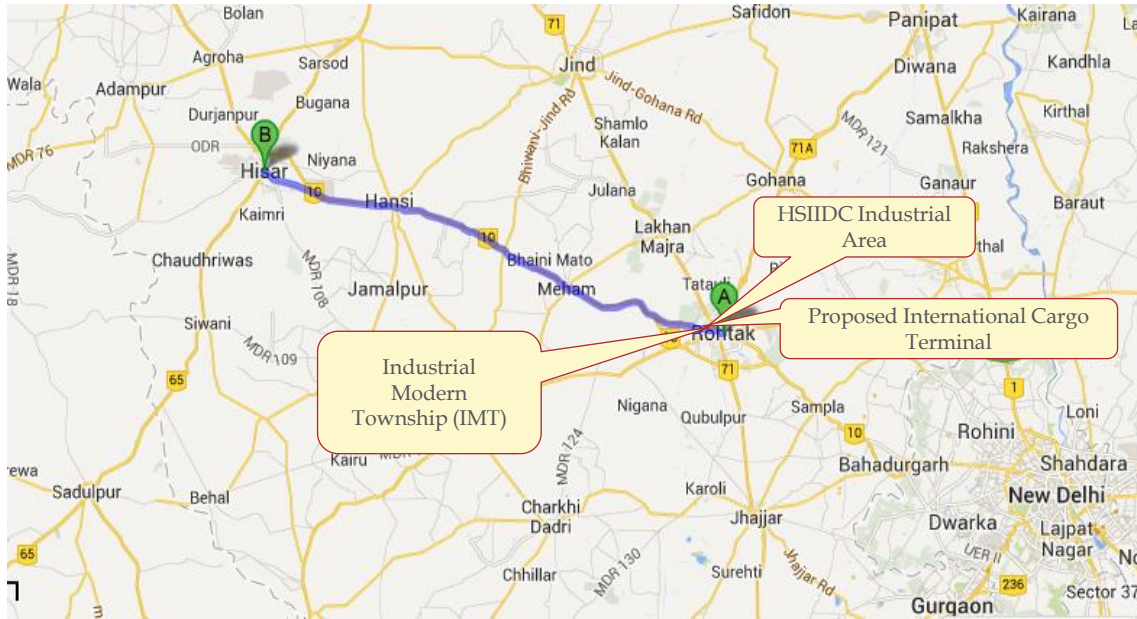 Bolan
71
Safidon
Panipat
Kairana
Agroha
Sarsod
Jind
Diwana
Kandhla
Wala
Adampur
Jind-Gohana Rd
Durjanpur
Bugana
Samalkha
Kirthal
Bhiwani-Jind Rd
Shamlo
Kalan
MDR 121
B
ODR
MDR 76
Niyana
71A
Rakshera
Hisar
10
Julana
Gohana
Ganaur
Kaimri
Hansi
HSIIDC Industrial
Area
Baraut
Lakhan
Majra
10
Chaudhriwas
MDR 108
Bhaini Mato
MDR 18
Jamalpur
Meham
A
Siwani
Rohtak
Proposed International Cargo
Terminal
MDR 109
Industrial
Modern
Township (IMT)
65
71
1
Nigana
Qubulpur
Sampla
Loni
10
Rohini
MDR 124
Kairu
Bahadurgarh
Shahdara
Sadulpur
Behal
Karoli
New Delhi
Charkhi
Dadri
Jhajjar
Dwarka
Lajpat
Nagar
65
UER II
MDR 130
Chhillar
Surehti
Jhajjar Rd
236
Sector 37
Gurgaon